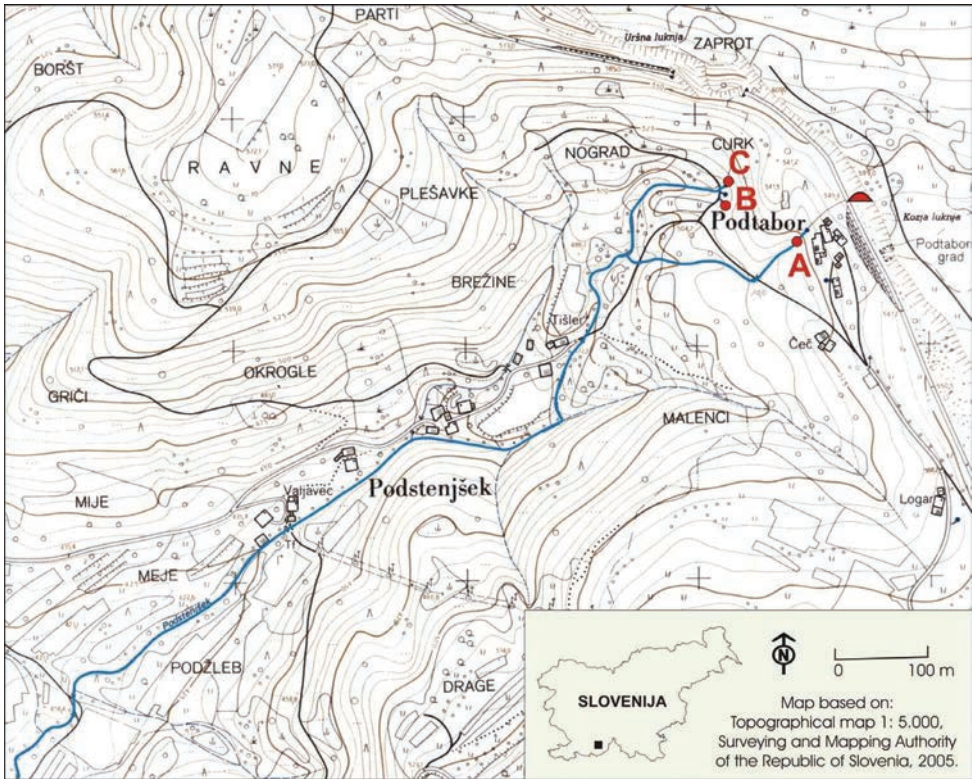 PARTI
Uršna luknja
ZAPROT
BORŠT
RAVNE
PLEŠAVKE
NOGRAD
CURK
C
B
Podtabor
A
Kozja luknja
Podtabor
grad
BREŽINE
Tišler
OKROGLE
Čeč
GRIČI
MALENCI
Podstenjšek
Valjavec
MIJE
Logar
MEJE
Podstenjšek
PODŽLEB
DRAGE
SLOVENIJA
N
0 100 m
Map based on:
Topographical map 1: 5.000,
Surveying and Mapping Authority
of the Republic of Slovenia, 2005.